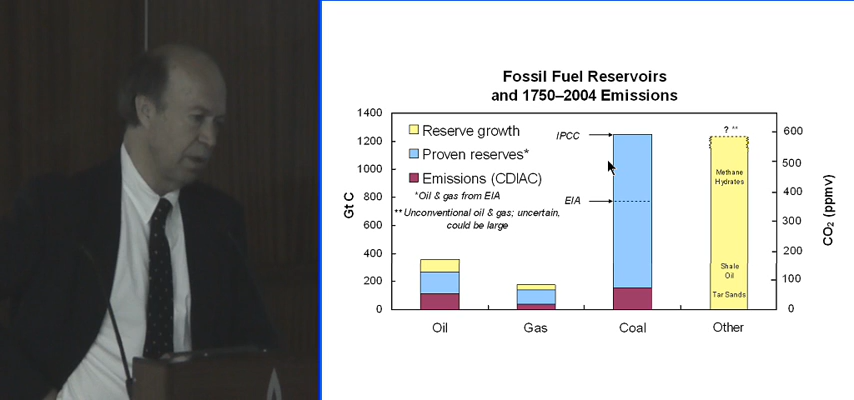 Fossil Fuel Reservoirs
and 1750–2004 Emissions
1400
1200
1000
800
600
400
200
0
Gt C
Reserve growth
Proven reserves*
Emissions (CDIAC)
*Oil & gas from EIA
**Unconventional oil & gas; uncertain,
could be large
IPCC
EIA
? **
Methane
Hydrates
Shale
Oil
Tar Sands
600
500
400
300
200
100
0
CO₂ (ppmv)
Oil
Gas
Coal
Other